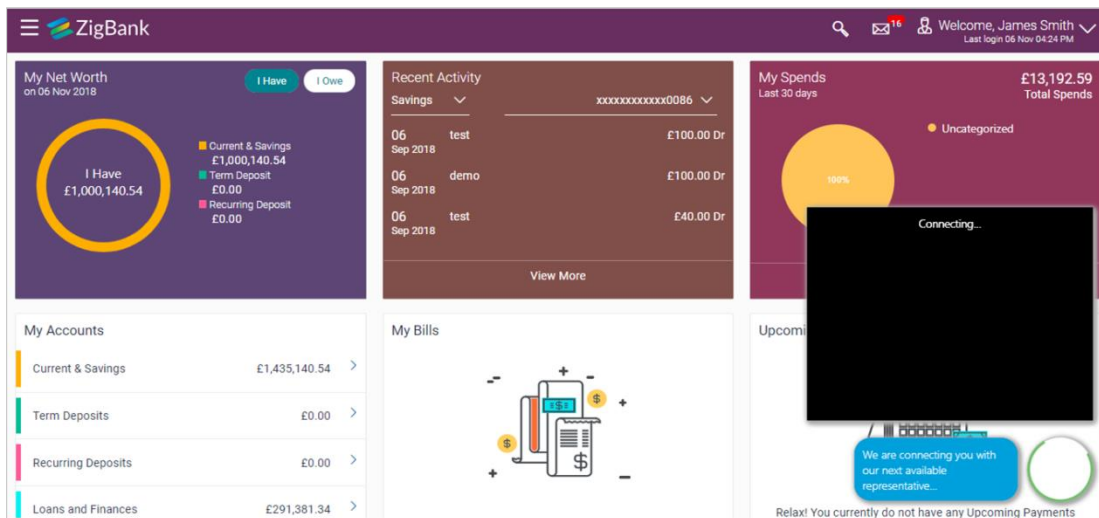 ZigBank
16
Welcome, James Smith
Last login 06 Nov 04:24 PM
My Net Worth
on 06 Nov 2018
I Have
I Owe
I Have
£1,000,140.54
Current & Savings
£1,000,140.54
Term Deposit
£0.00
Recurring Deposit
£0.00
Recent Activity
Savings
xxxxxxxxxxxx0086
06 test £100.00 Dr
Sep 2018
06 demo £100.00 Dr
Sep 2018
06 test £40.00 Dr
Sep 2018
View More
My Spends
Last 30 days
£13,192.59
Total Spends
Uncategorized
100%
Connecting...
My Accounts
Current & Savings £1,435,140.54
Term Deposits £0.00
Recurring Deposits £0.00
Loans and Finances £291,381.34
My Bills
$
$
$
$
Upcomi
We are connecting you with
our next available
representative...
Relax! You currently do not have any Upcoming Payments